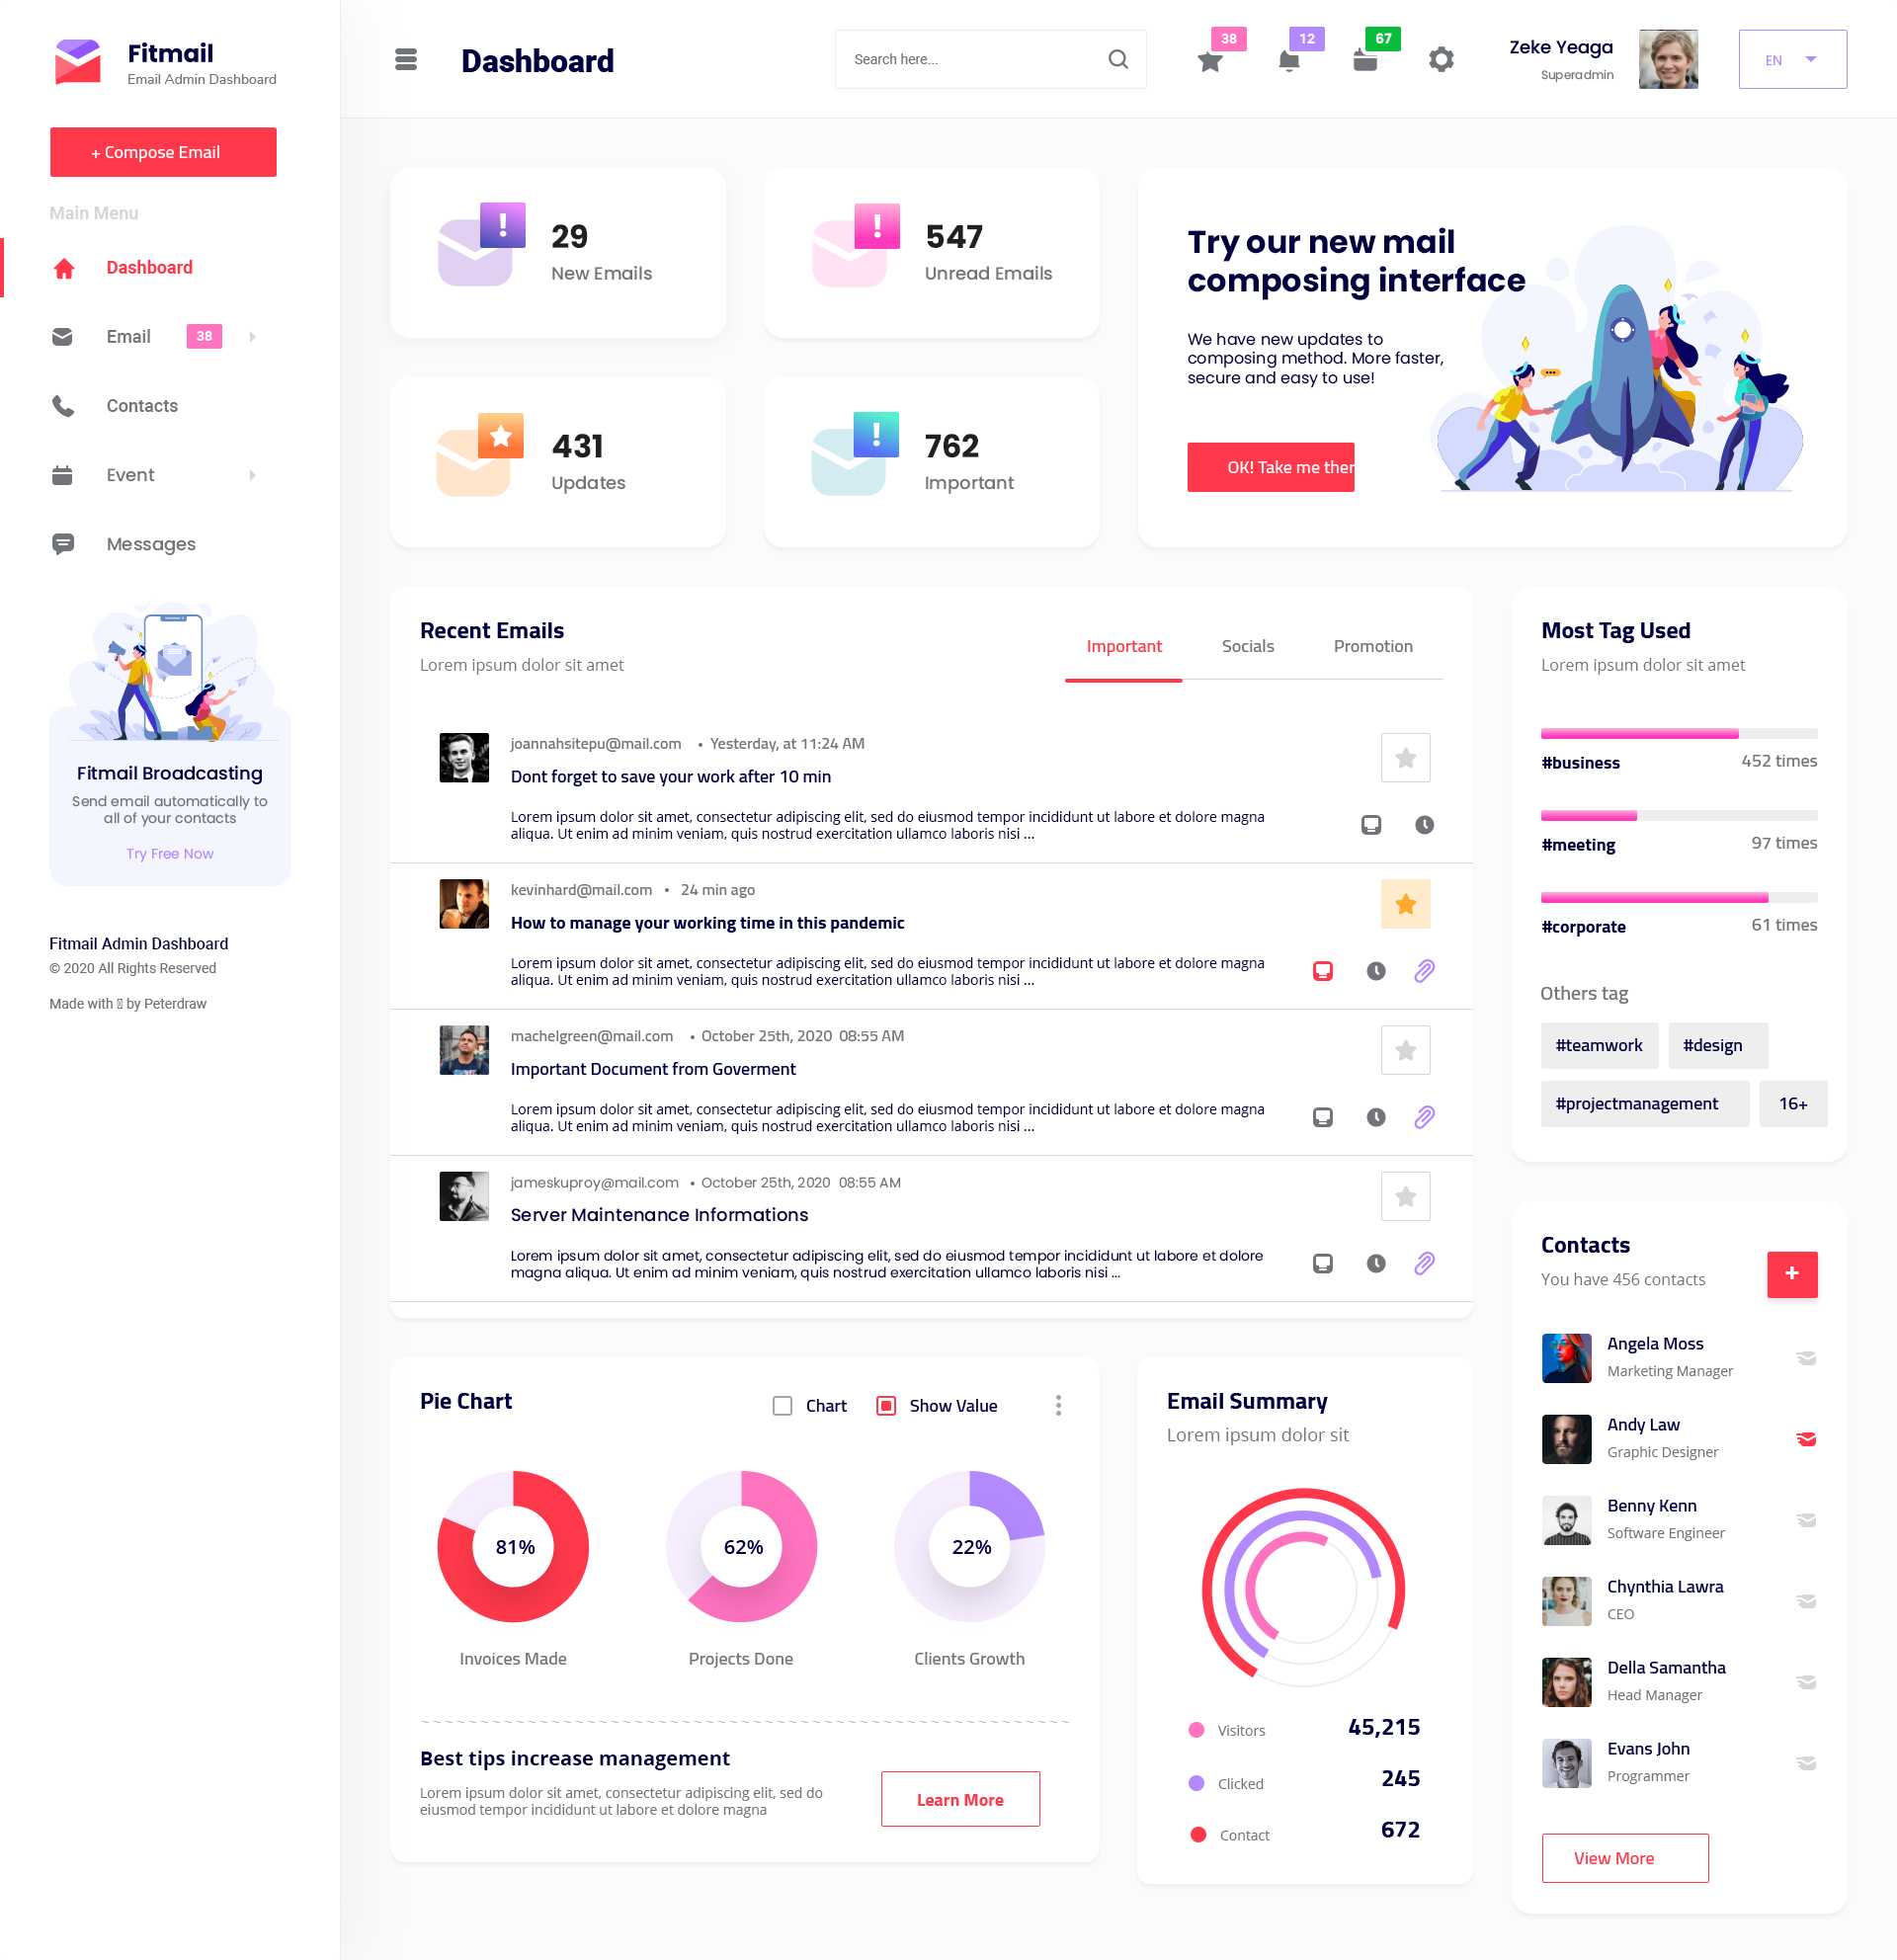 Fitmail
Email Admin Dashboard
+ Compose Email
Main Menu
Dashboard
Email
38
Contacts
Event
Messages
Fitmail Broadcasting
Send email automatically to
all of your contacts
Try Free Now
Fitmail Admin Dashboard
© 2020 All Rights Reserved
Made with by Peterdraw
Dashboard
Search here...
38
12
67
Zeke Yeaga
Superadmin
EN
29
New Emails
547
Unread Emails
431
Updates
762
Important
Try our new mail
composing interface
We have new updates to
composing method. More faster,
secure and easy to use!
OK! Take me ther
Recent Emails
Lorem ipsum dolor sit amet
Important
Socials
Promotion
joannahsitepu@mail.com • Yesterday, at 11:24 AM
Dont forget to save your work after 10 min
Lorem ipsum dolor sit amet, consectetur adipiscing elit, sed do eiusmod tempor incididunt ut labore et dolore magna
aliqua. Ut enim ad minim veniam, quis nostrud exercitation ullamco laboris nisi ...
kevinhard@mail.com • 24 min ago
How to manage your working time in this pandemic
Lorem ipsum dolor sit amet, consectetur adipiscing elit, sed do eiusmod tempor incididunt ut labore et dolore magna
aliqua. Ut enim ad minim veniam, quis nostrud exercitation ullamco laboris nisi ...
machelgreen@mail.com • October 25th, 2020 08:55 AM
Important Document from Goverment
Lorem ipsum dolor sit amet, consectetur adipiscing elit, sed do eiusmod tempor incididunt ut labore et dolore magna
aliqua. Ut enim ad minim veniam, quis nostrud exercitation ullamco laboris nisi ...
jameskuproy@mail.com • October 25th, 2020 08:55 AM
Server Maintenance Informations
Lorem ipsum dolor sit amet, consectetur adipiscing elit, sed do eiusmod tempor incididunt ut labore et dolore
magna aliqua. Ut enim ad minim veniam, quis nostrud exercitation ullamco laboris nisi ...
Most Tag Used
Lorem ipsum dolor sit amet
#business
452 times
#meeting
97 times
#corporate
61 times
Others tag
#teamwork
#design
#projectmanagement
16+
Contacts
You have 456 contacts
+
Angela Moss
Marketing Manager
Andy Law
Graphic Designer
Benny Kenn
Software Engineer
Chynthia Lawra
CEO
Della Samantha
Head Manager
Evans John
Programmer
View More
Pie Chart
Chart
Show Value
81%
62%
22%
Invoices Made
Projects Done
Clients Growth
Best tips increase management
Lorem ipsum dolor sit amet, consectetur adipiscing elit, sed do
eiusmod tempor incididunt ut labore et dolore magna
Learn More
Email Summary
Lorem ipsum dolor sit
Visitors
45,215
Clicked
245
Contact
672